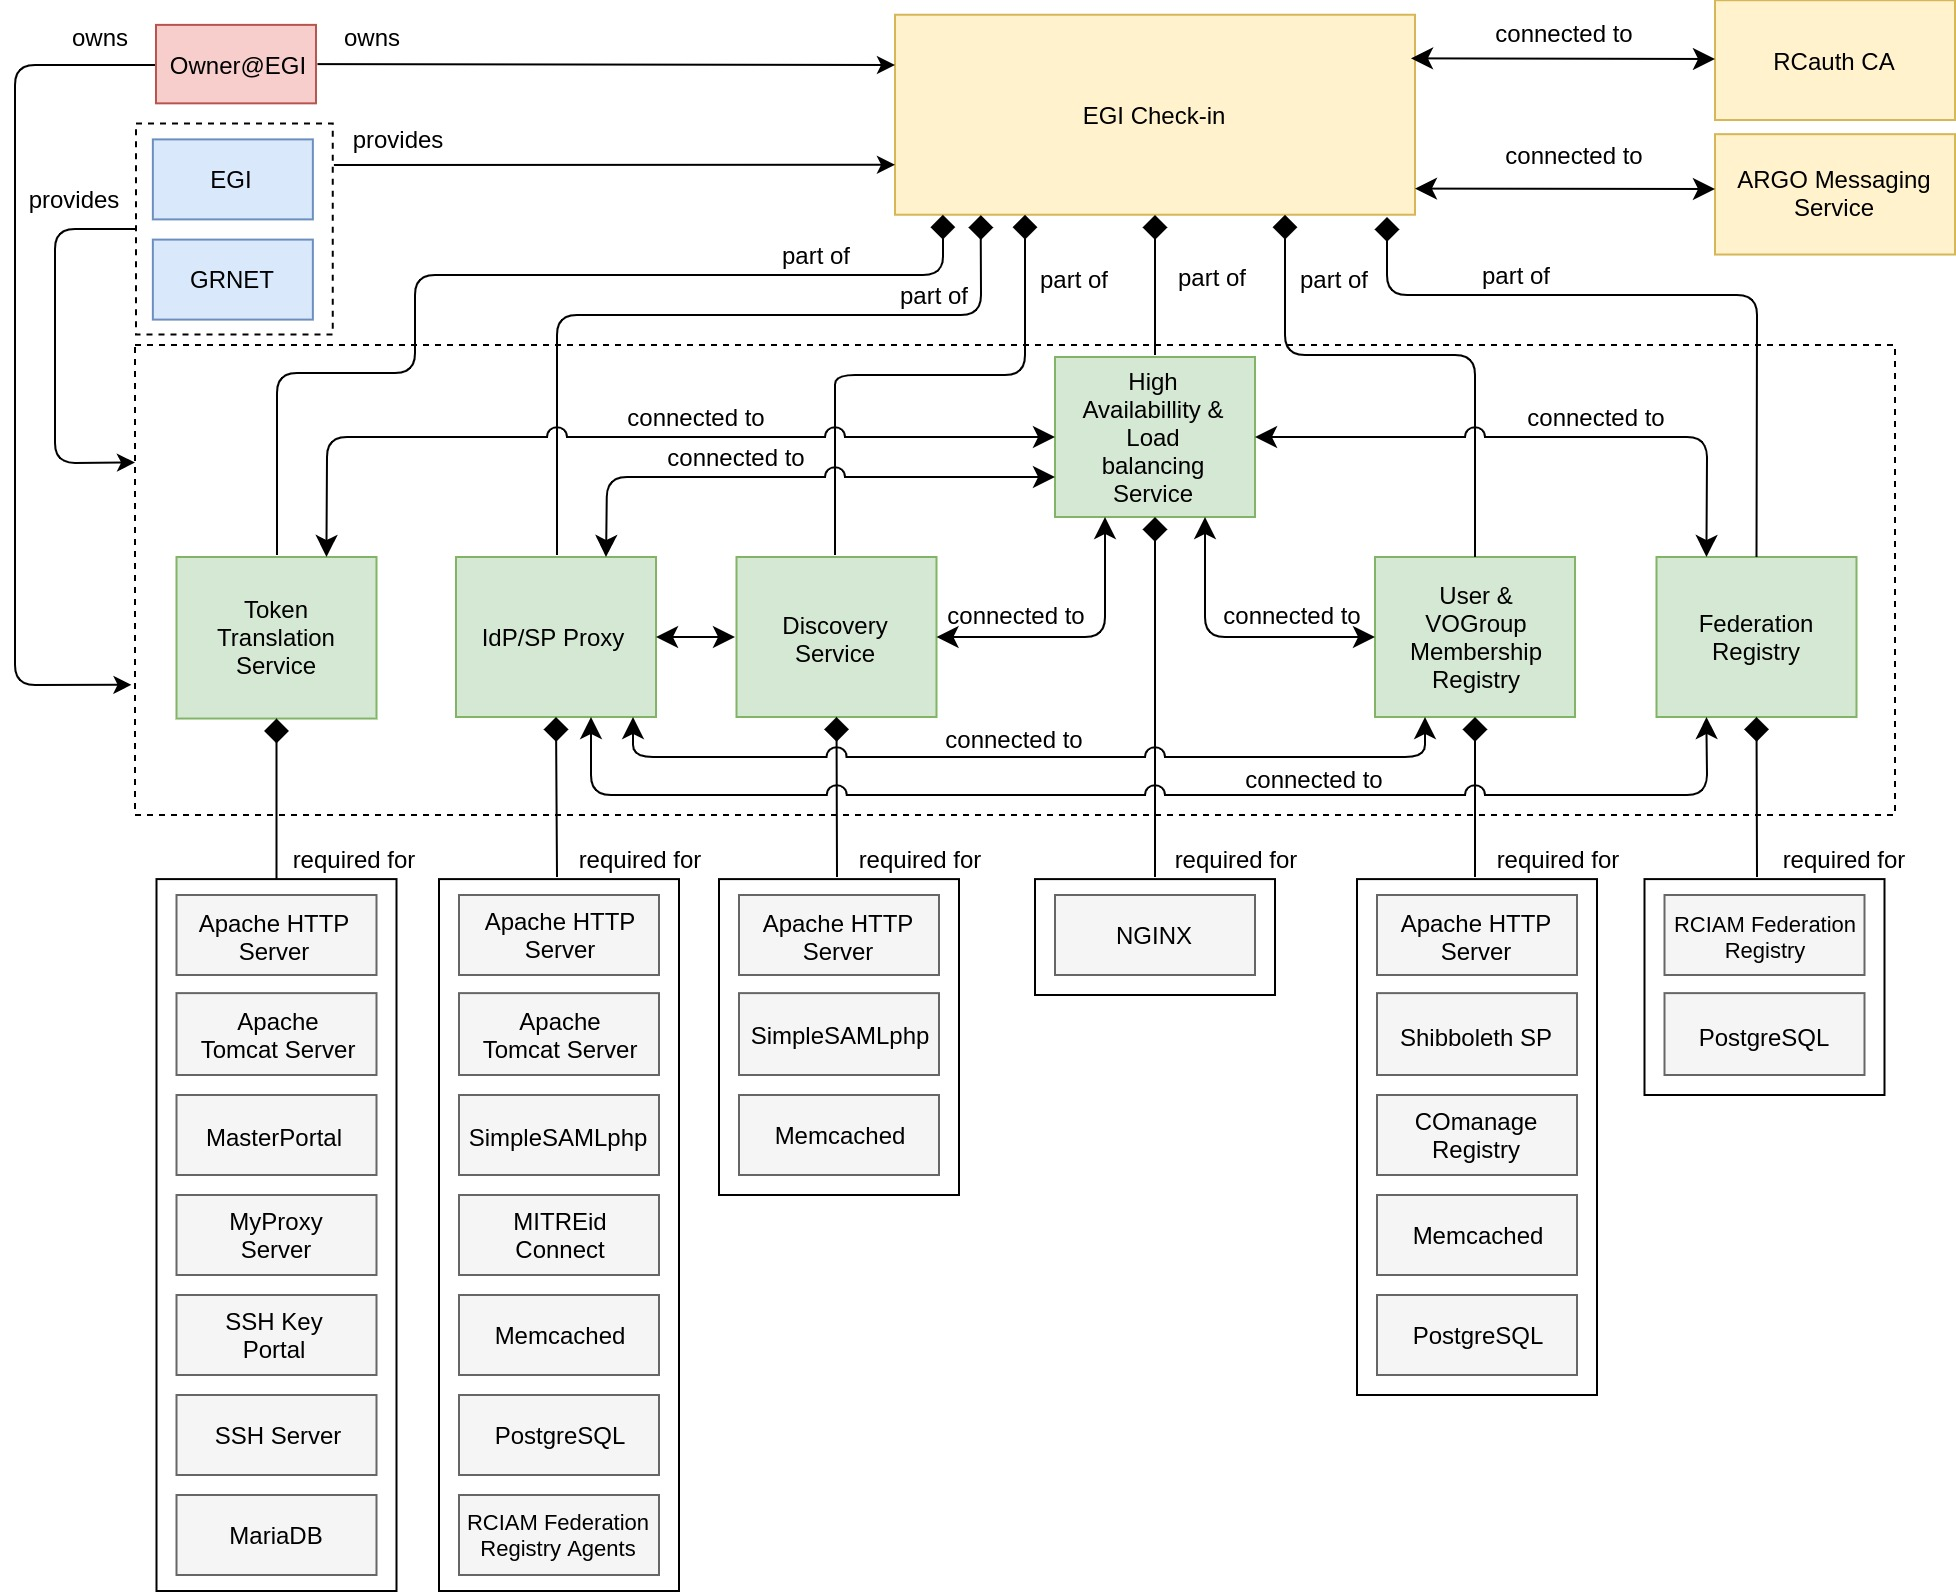 owns
Owner@EGI
owns
connected to
RCauth CA
EGI Check-in
provides
connected to
ARGO Messaging
Service
EGI
provides
GRNET
part of
part of
part of
part of
part of
part of
High
Availabillity &
Load
balancing
Service
connected to
connected to
connected to
Token
Translation
Service
IdP/SP Proxy
Discovery
Service
connected to
connected to
User &
VOGroup
Membership
Registry
Federation
Registry
connected to
connected to
required for
required for
required for
required for
required for
required for
Apache HTTP
Server
Apache
Tomcat Server
MasterPortal
MyProxy
Server
SSH Key
Portal
SSH Server
MariaDB
Apache HTTP
Server
Apache
Tomcat Server
SimpleSAMLphp
MITREid
Connect
Memcached
PostgreSQL
RCIAM Federation
Registry Agents
Apache HTTP
Server
SimpleSAMLphp
Memcached
NGINX
Apache HTTP
Server
Shibboleth SP
COmanage
Registry
Memcached
PostgreSQL
RCIAM Federation
Registry
PostgreSQL